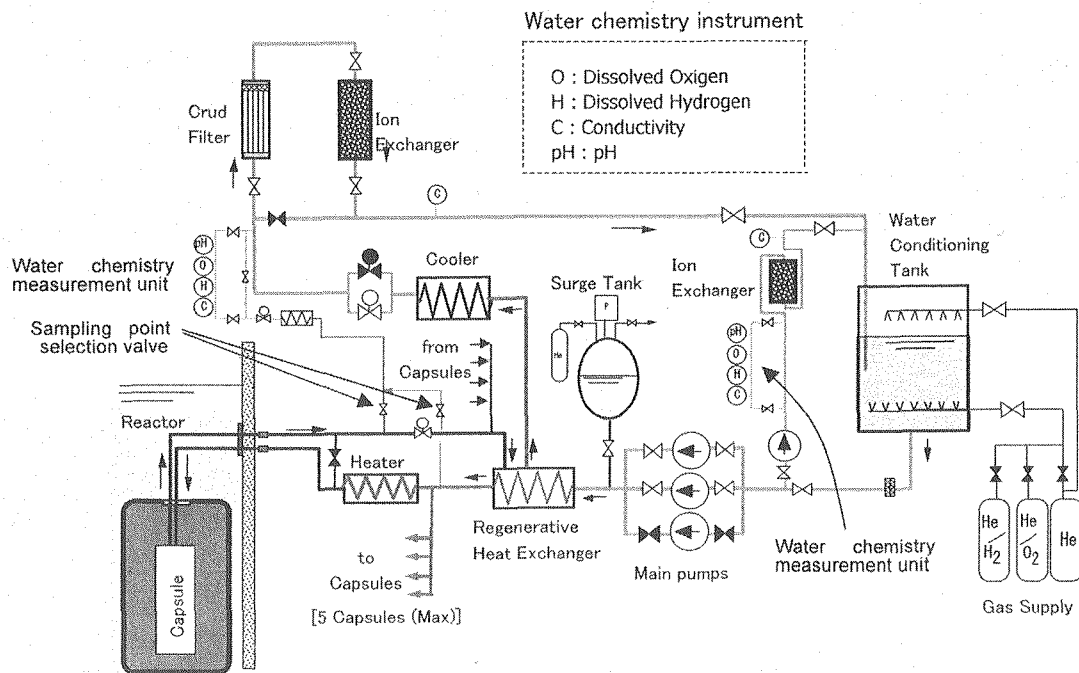 Water chemistry instrument
O : Dissolved Oxigen
H : Dissolved Hydrogen
C : Conductivity
pH : pH
Crud
Filter
Ion
Exchanger
C
Water
Conditioning
Tank
C
Ion
Exchanger
pH
O
H
C
Water chemistry
measurement unit
Cooler
Surge Tank
P
He
pH
O
H
C
Sampling point
selection valve
from
Capsules
Reactor
Heater
Regenerative
Heat Exchanger
Main pumps
Water chemistry
measurement unit
to
Capsules
[5 Capsules (Max)]
Capsule
He
/
H2
He
/
O2
He
Gas Supply